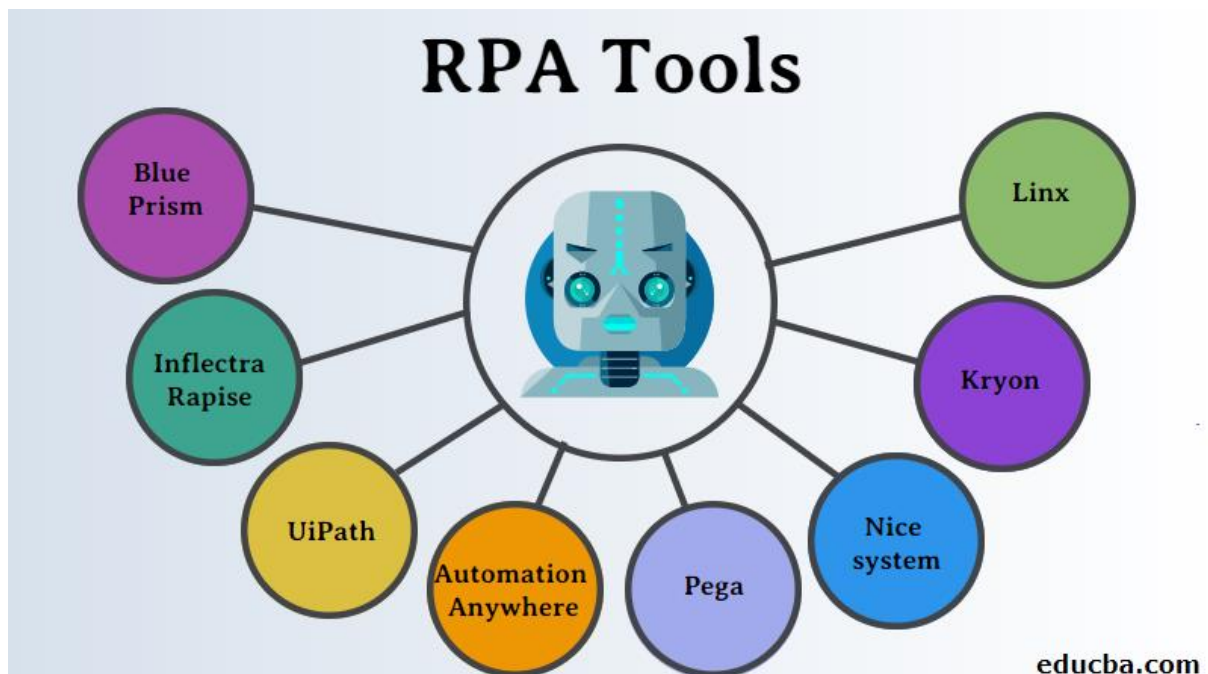 RPA Tools
Blue
Prism
Linx
Inflectra
Rapise
Kryon
UiPath
Nice
system
Automation
Anywhere
Pega
educba.com